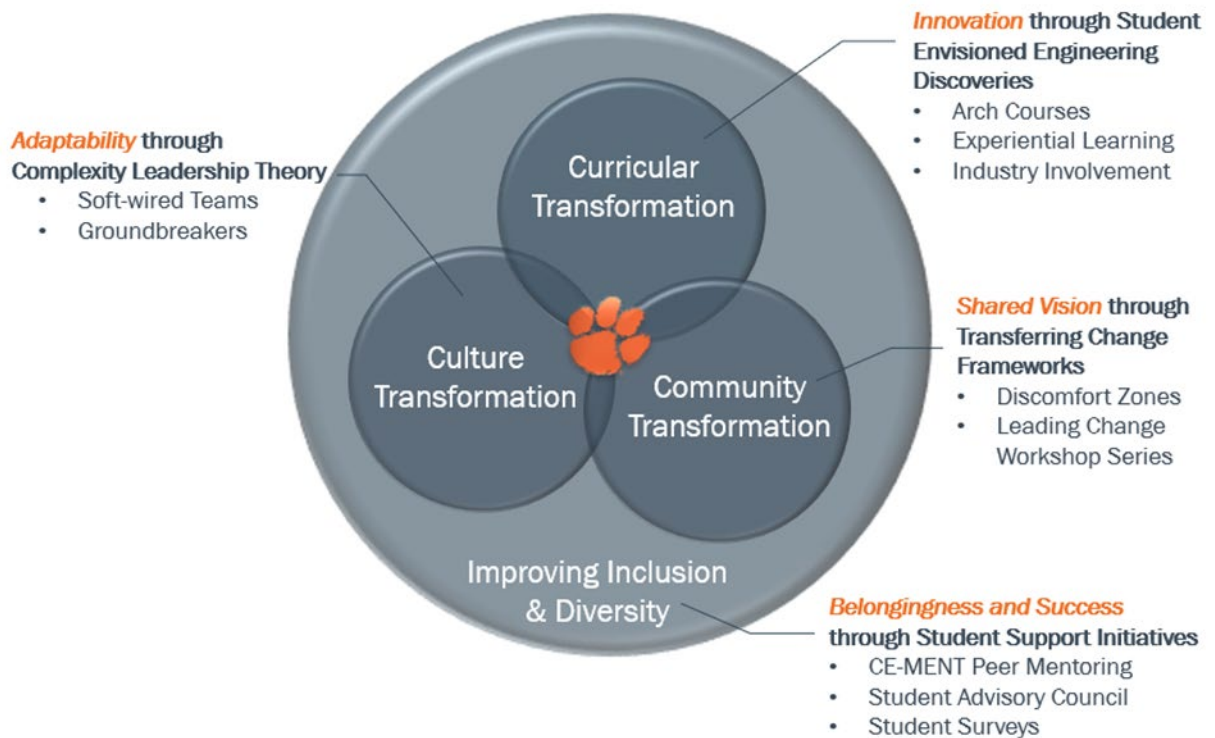 Innovation through Student
Envisioned Engineering
Discoveries
• Arch Courses
• Experiential Learning
• Industry Involvement
Adaptability through
Complexity Leadership Theory
• Soft-wired Teams
• Groundbreakers
Curricular
Transformation
Culture
Transformation
Community
Transformation
Shared Vision through
Transferring Change
Frameworks
• Discomfort Zones
• Leading Change
Workshop Series
Improving Inclusion
& Diversity
Belongingness and Success
through Student Support Initiatives
• CE-MENT Peer Mentoring
• Student Advisory Council
• Student Surveys